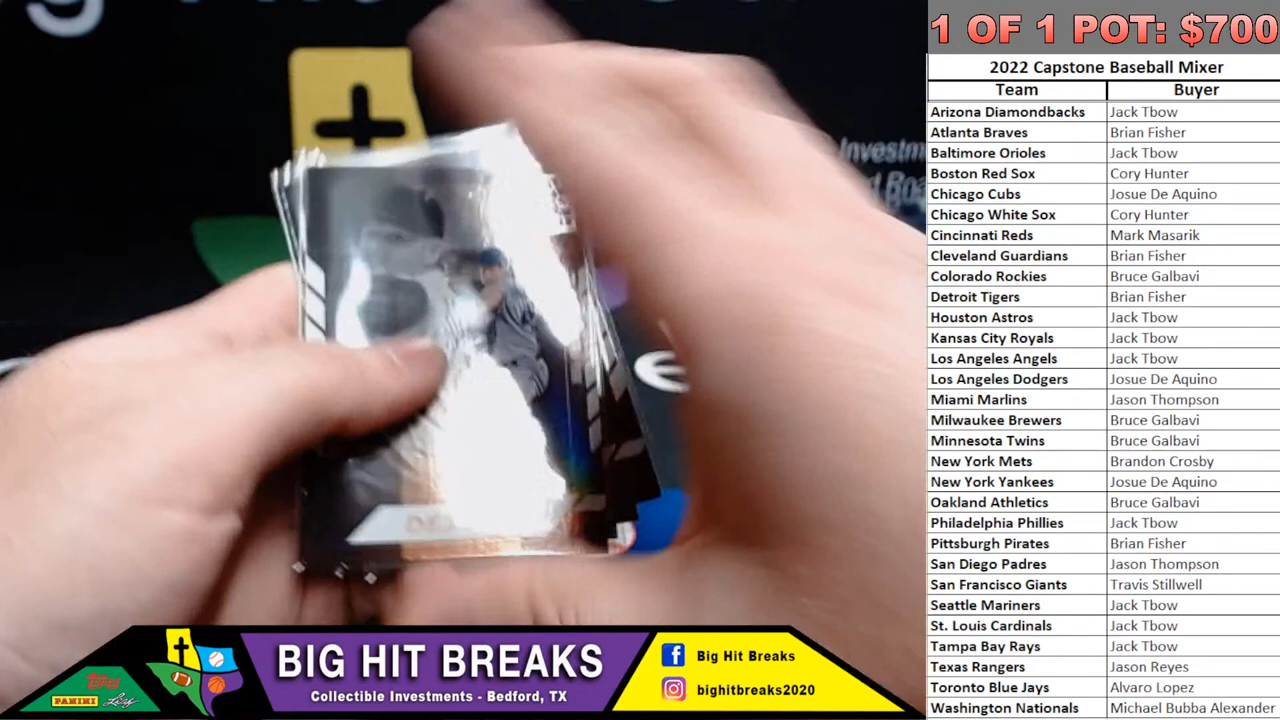 1 OF 1 POT: $700
2022 Capstone Baseball Mixer
Team Buyer
Arizona Diamondbacks Jack Tbow
Atlanta Braves Brian Fisher
Baltimore Orioles Jack Tbow
Boston Red Sox Cory Hunter
Chicago Cubs Josue De Aquino
Chicago White Sox Cory Hunter
Cincinnati Reds Mark Masarik
Cleveland Guardians Brian Fisher
Colorado Rockies Bruce Galbavi
Detroit Tigers Brian Fisher
Houston Astros Jack Tbow
Kansas City Royals Jack Tbow
Los Angeles Angels Jack Tbow
Los Angeles Dodgers Josue De Aquino
Miami Marlins Jason Thompson
Milwaukee Brewers Bruce Galbavi
Minnesota Twins Bruce Galbavi
New York Mets Brandon Crosby
New York Yankees Josue De Aquino
Oakland Athletics Bruce Galbavi
Philadelphia Phillies Jack Tbow
Pittsburgh Pirates Brian Fisher
San Diego Padres Jason Thompson
San Francisco Giants Travis Stillwell
Seattle Mariners Jack Tbow
St. Louis Cardinals Jack Tbow
Tampa Bay Rays Jack Tbow
Texas Rangers Jason Reyes
Toronto Blue Jays Alvaro Lopez
Washington Nationals Michael Bubba Alexander
BIG HIT BREAKS
Collectible Investments - Bedford, TX
Big Hit Breaks
bighitbreaks2020
Topps
PANINI
Leaf